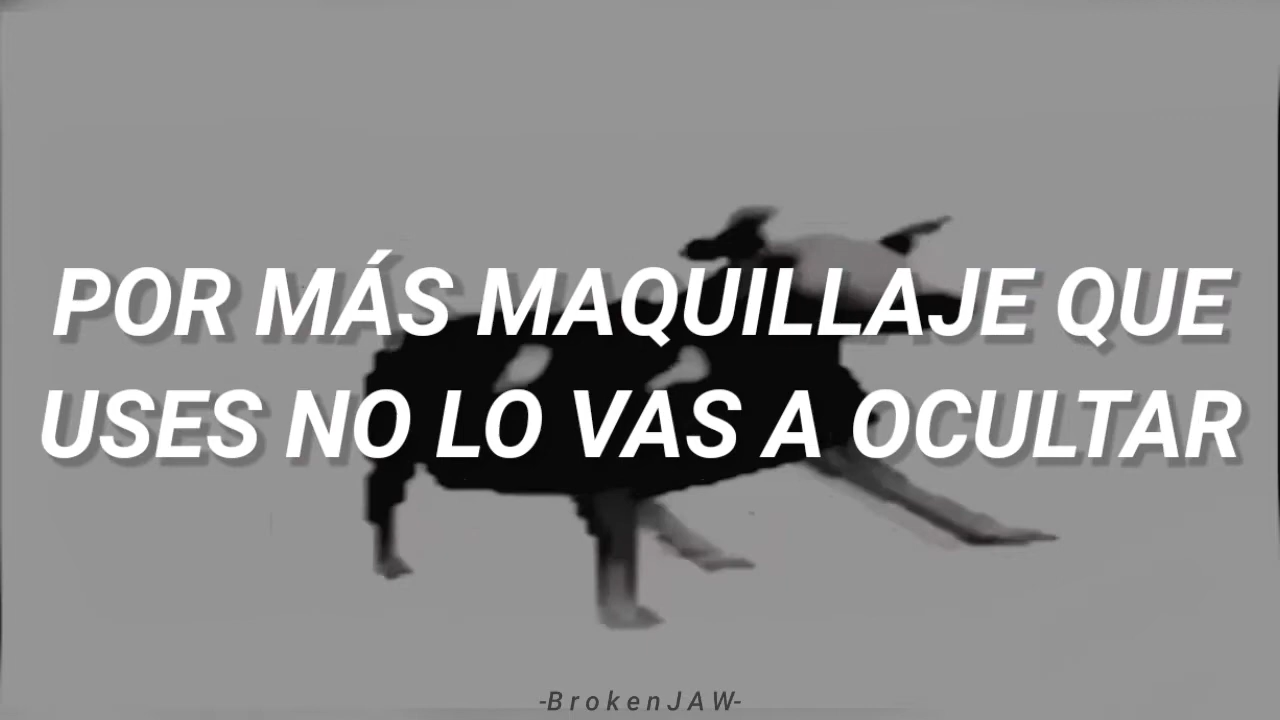 POR MÁS MAQUILLAJE QUE
USES NO LO VAS A OCULTAR
-BrokenJAW-